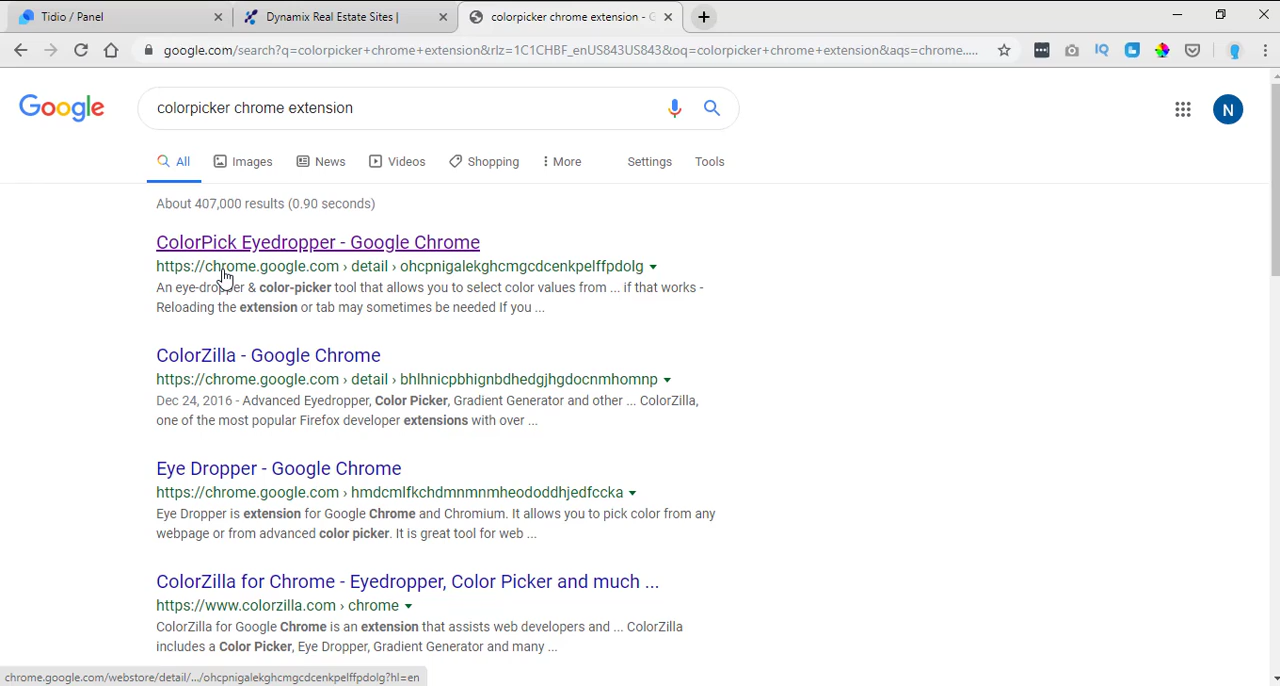 Tidio / Panel
Dynamix Real Estate Sites |
colorpicker chrome extension - G
google.com/search?q=colorpicker+chrome+extension&rlz=1C1CHBF_enUS843US843&oq=colorpicker+chrome+extension&aqs=chrome.....
IQ
Google
colorpicker chrome extension
N
All
Images
News
Videos
Shopping
More
Settings
Tools
About 407,000 results (0.90 seconds)
ColorPick Eyedropper - Google Chrome
https://chrome.google.com › detail › ohcpnigalekghcmgcdcenkpelffpdolg
An eye-dropper & color-picker tool that allows you to select color values from ... if that works -
Reloading the extension or tab may sometimes be needed If you ...
ColorZilla - Google Chrome
https://chrome.google.com › detail › bhlhnicpbhignbdhedgjhgdocnmhomnp
Dec 24, 2016 - Advanced Eyedropper, Color Picker, Gradient Generator and other ... ColorZilla,
one of the most popular Firefox developer extensions with over ...
Eye Dropper - Google Chrome
https://chrome.google.com › hmdcmlfkchdmnmnmheododdhjedfccka
Eye Dropper is extension for Google Chrome and Chromium. It allows you to pick color from any
webpage or from advanced color picker. It is great tool for web ...
ColorZilla for Chrome - Eyedropper, Color Picker and much ...
https://www.colorzilla.com › chrome
ColorZilla for Google Chrome is an extension that assists web developers and ... ColorZilla
includes a Color Picker, Eye Dropper, Gradient Generator and many ...
chrome.google.com/webstore/detail/.../ohcpnigalekghcmgcdcenkpelffpdolg?hl=en